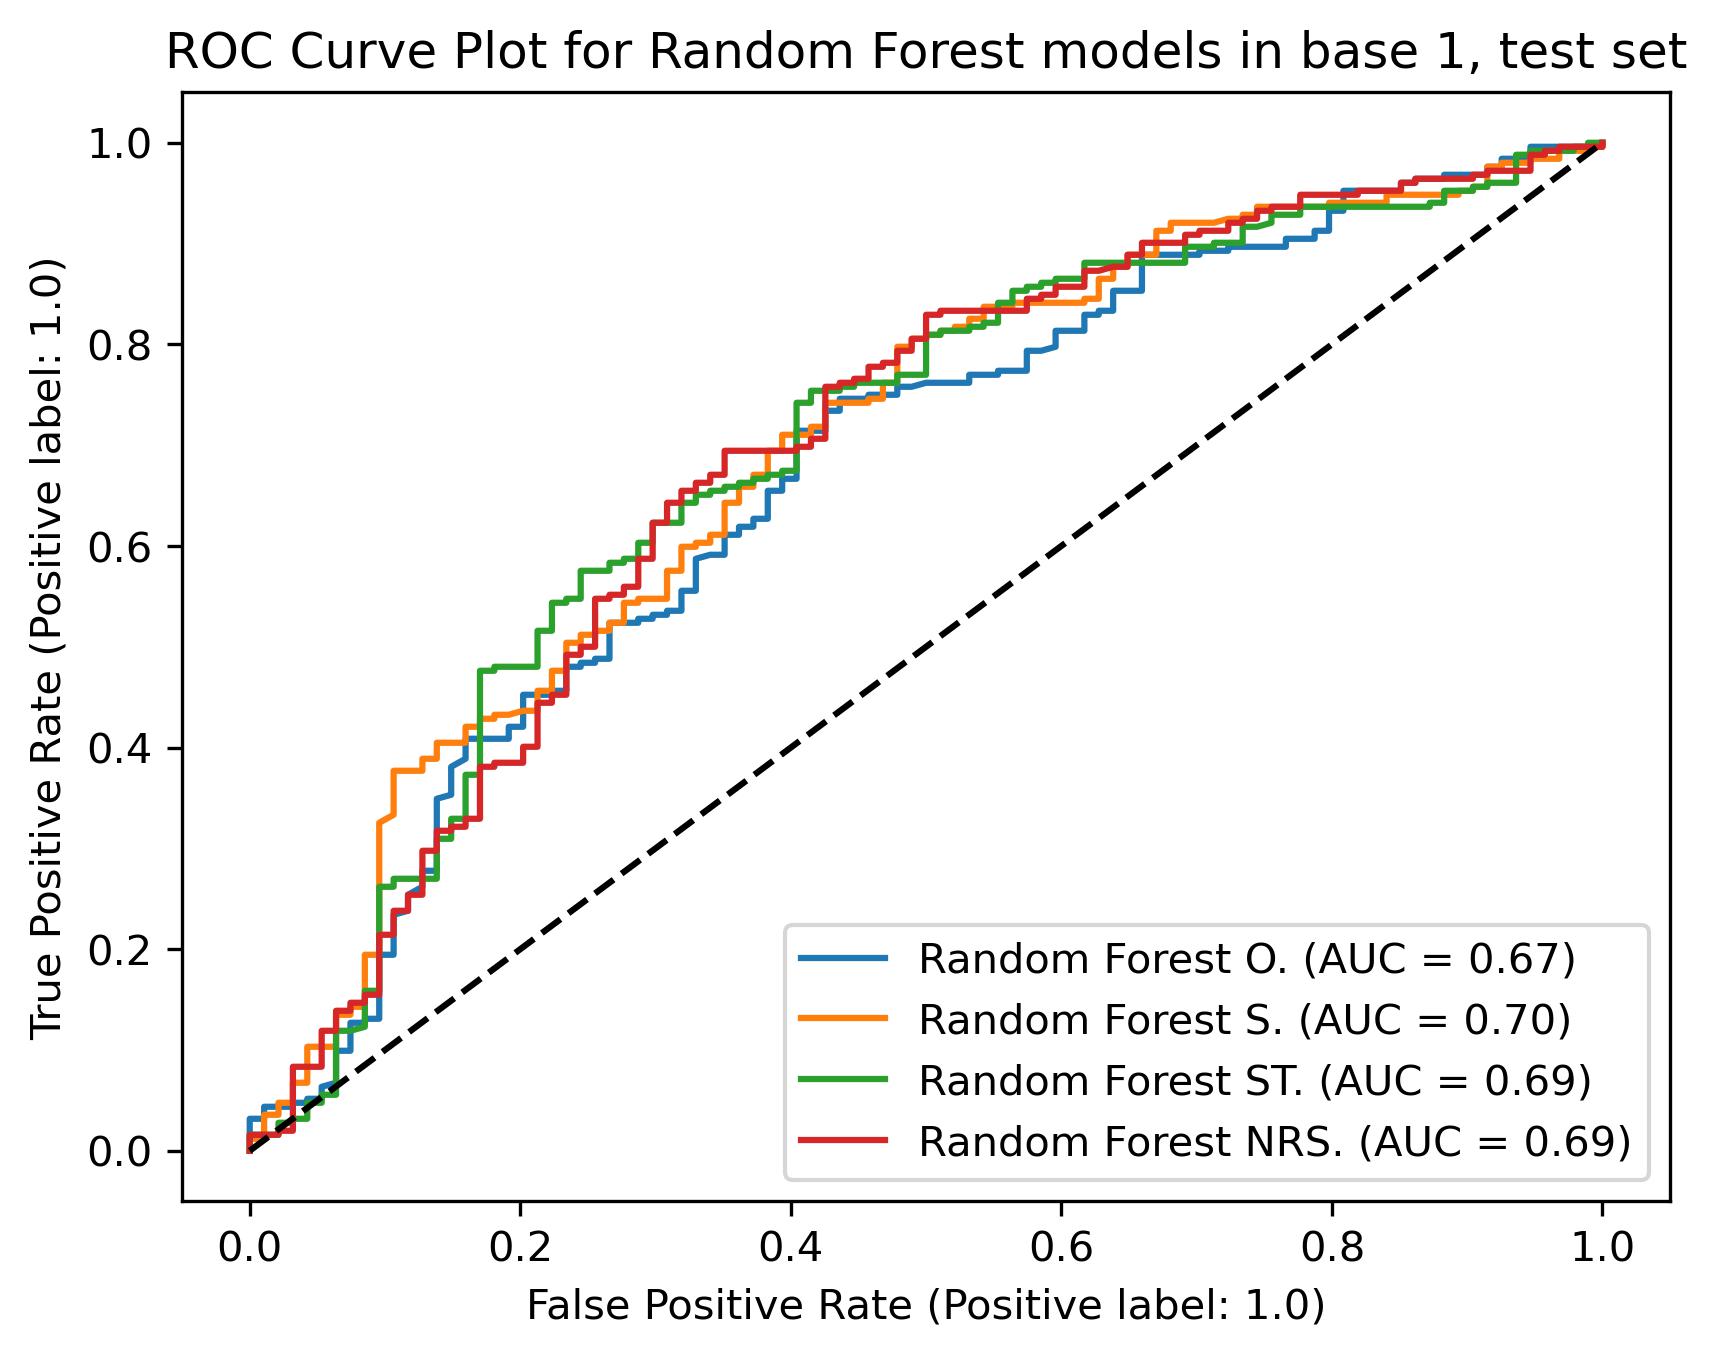 ROC Curve Plot for Random Forest models in base 1, test set
True Positive Rate (Positive label: 1.0)
1.0
0.8
0.6
0.4
0.2
0.0
Random Forest O. (AUC = 0.67)
Random Forest S. (AUC = 0.70)
Random Forest ST. (AUC = 0.69)
Random Forest NRS. (AUC = 0.69)
0.0 0.2 0.4 0.6 0.8 1.0
False Positive Rate (Positive label: 1.0)